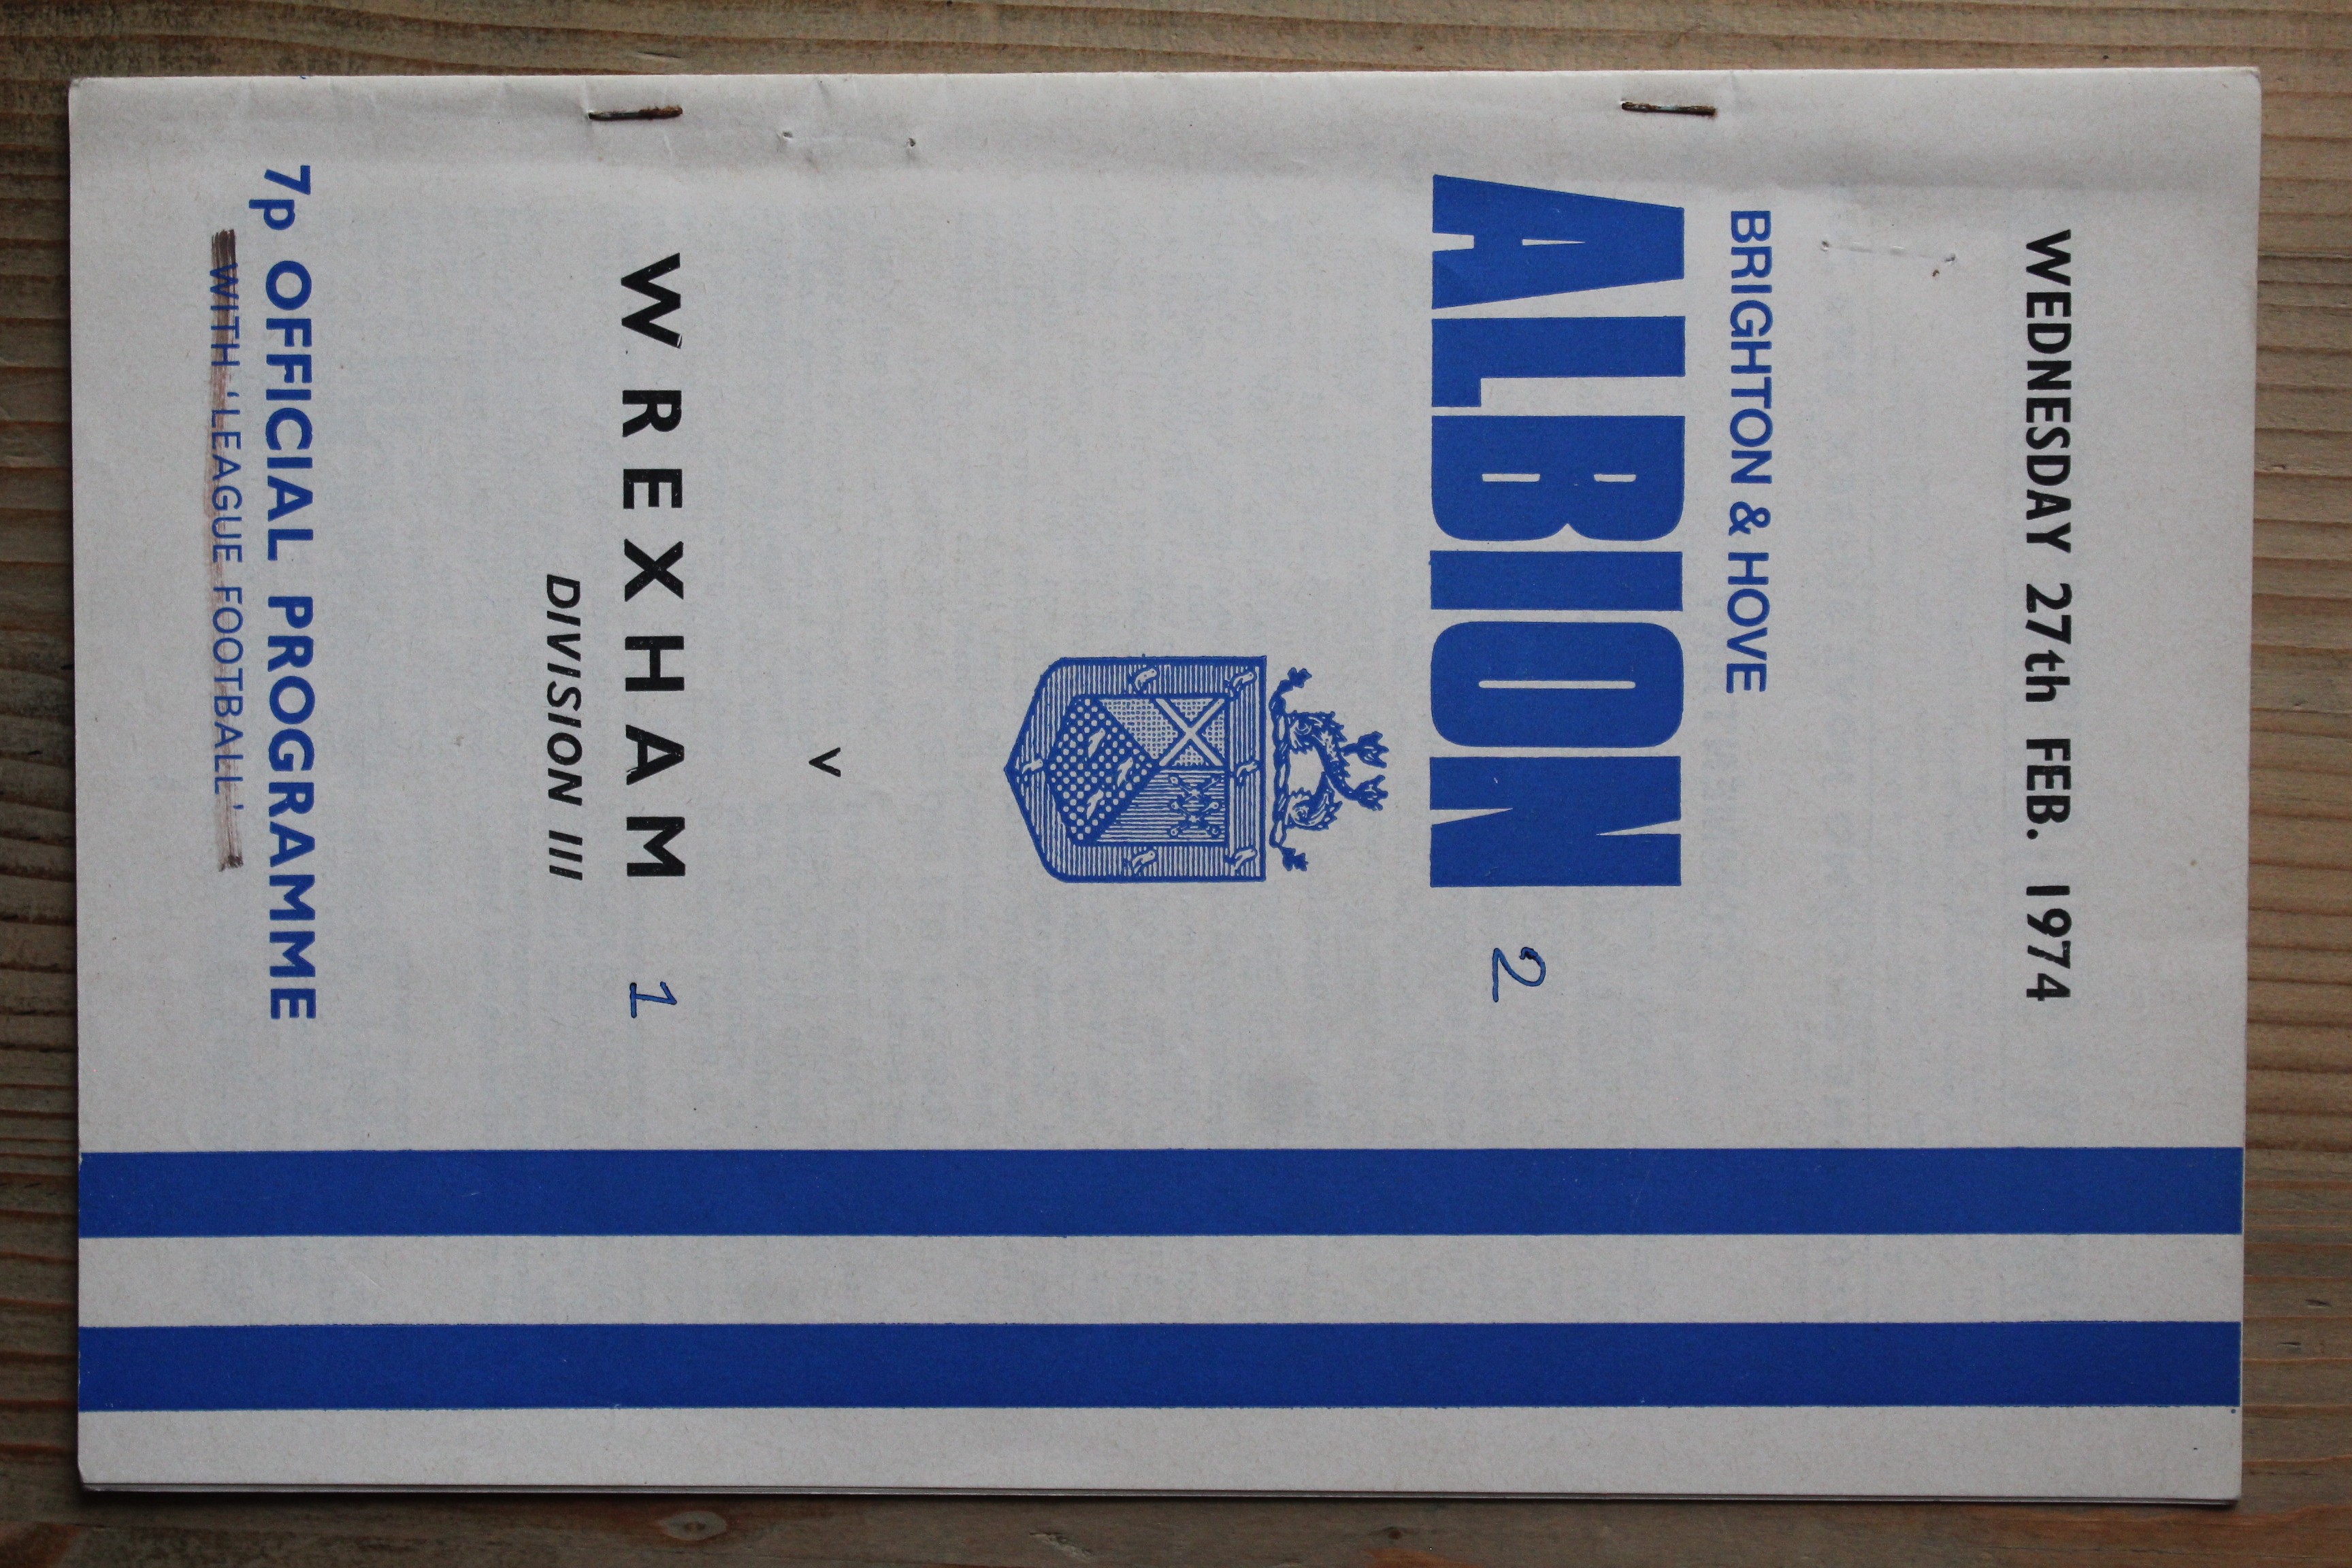 WEDNESDAY 27th FEB. 1974
BRIGHTON & HOVE
ALBION 2
v
WREXHAM 1
DIVISION III
7p OFFICIAL PROGRAMME
WITH 'LEAGUE FOOTBALL'